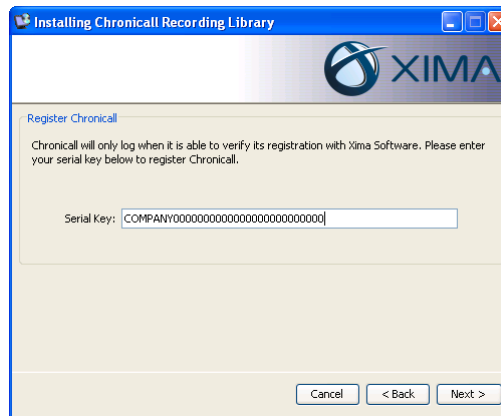 Installing Chronicall Recording Library
XIMA
Register Chronicall
Chronicall will only log when it is able to verify its registration with Xima Software. Please enter
your serial key below to register Chronicall.
Serial Key: COMPANY0000000000000000000000000
Cancel < Back Next >